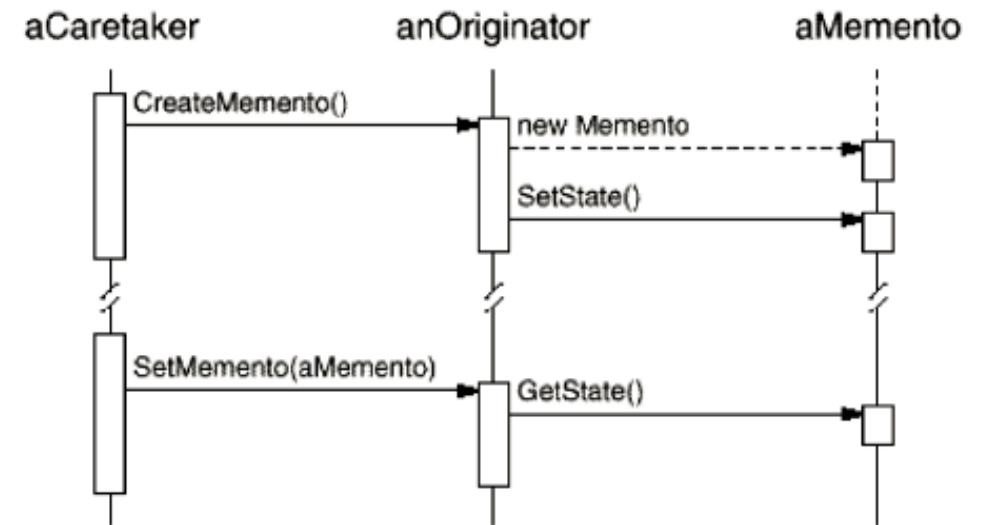 aCaretaker anOriginator aMemento
CreateMemento()
new Memento
SetState()
SetMemento(aMemento)
GetState()